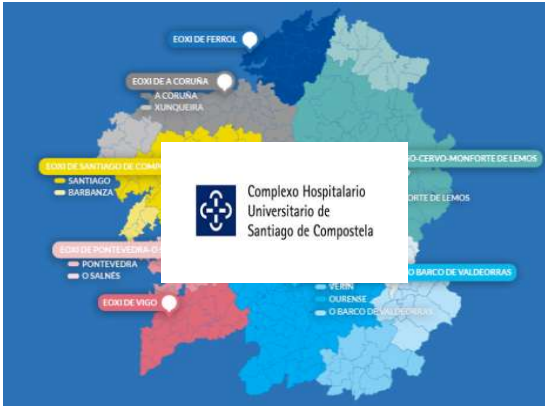 EOXI DE FERROL
EOXI DE A CORUÑA
A CORUÑA
XUNQUEIRA
EOXI DE SANTIAGO DE COMP
GO-CERVO-MONFORTE DE LEMOS
SANTIAGO
BARBANZA
RTE DE LEMOS
Complexo Hospitalario
Universitario de
Santiago de Compostela
EOXI DE PONTEVEDRA-O
PONTEVEDRA
O SALNÉS
O BARCO DE VALDEORRAS
VERÍN
OURENSE
O BARCO DE VALDEORRAS
EOXI DE VIGO